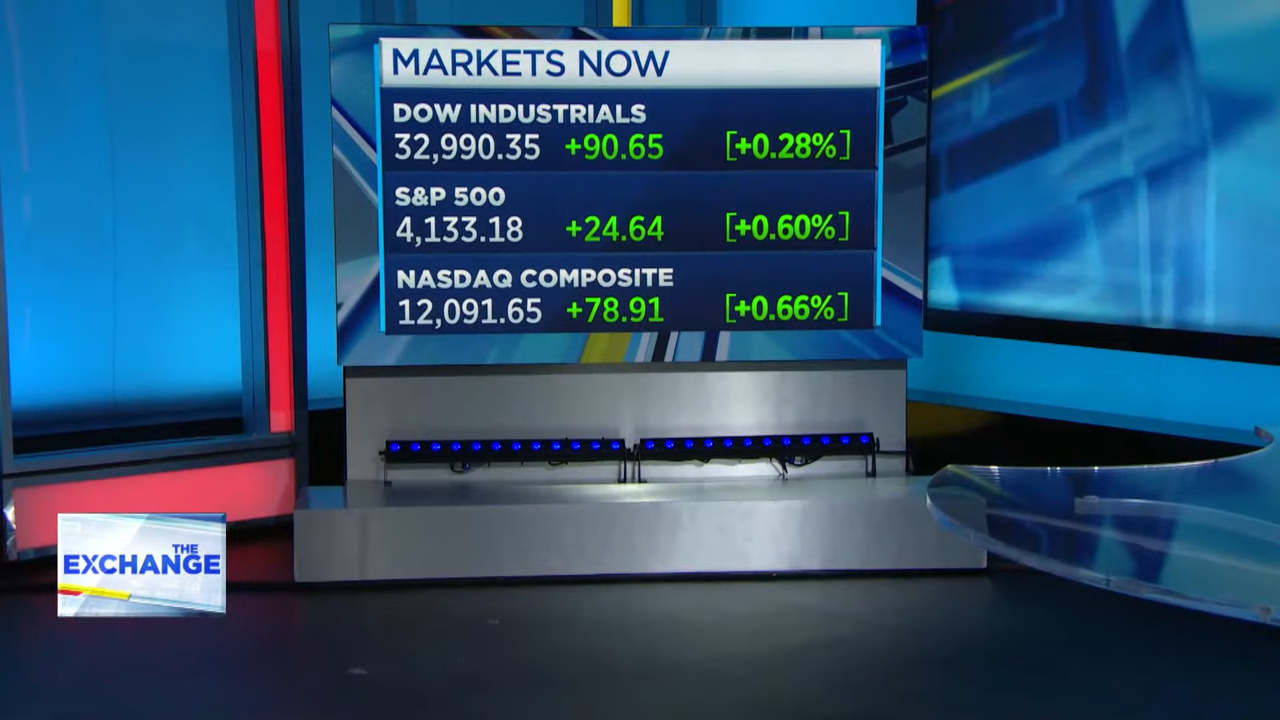 MARKETS NOW
DOW INDUSTRIALS
32,990.35 +90.65 [+0.28%]
S&P 500
4,133.18 +24.64 [+0.60%]
NASDAQ COMPOSITE
12,091.65 +78.91 [+0.66%]
THE
EXCHANGE